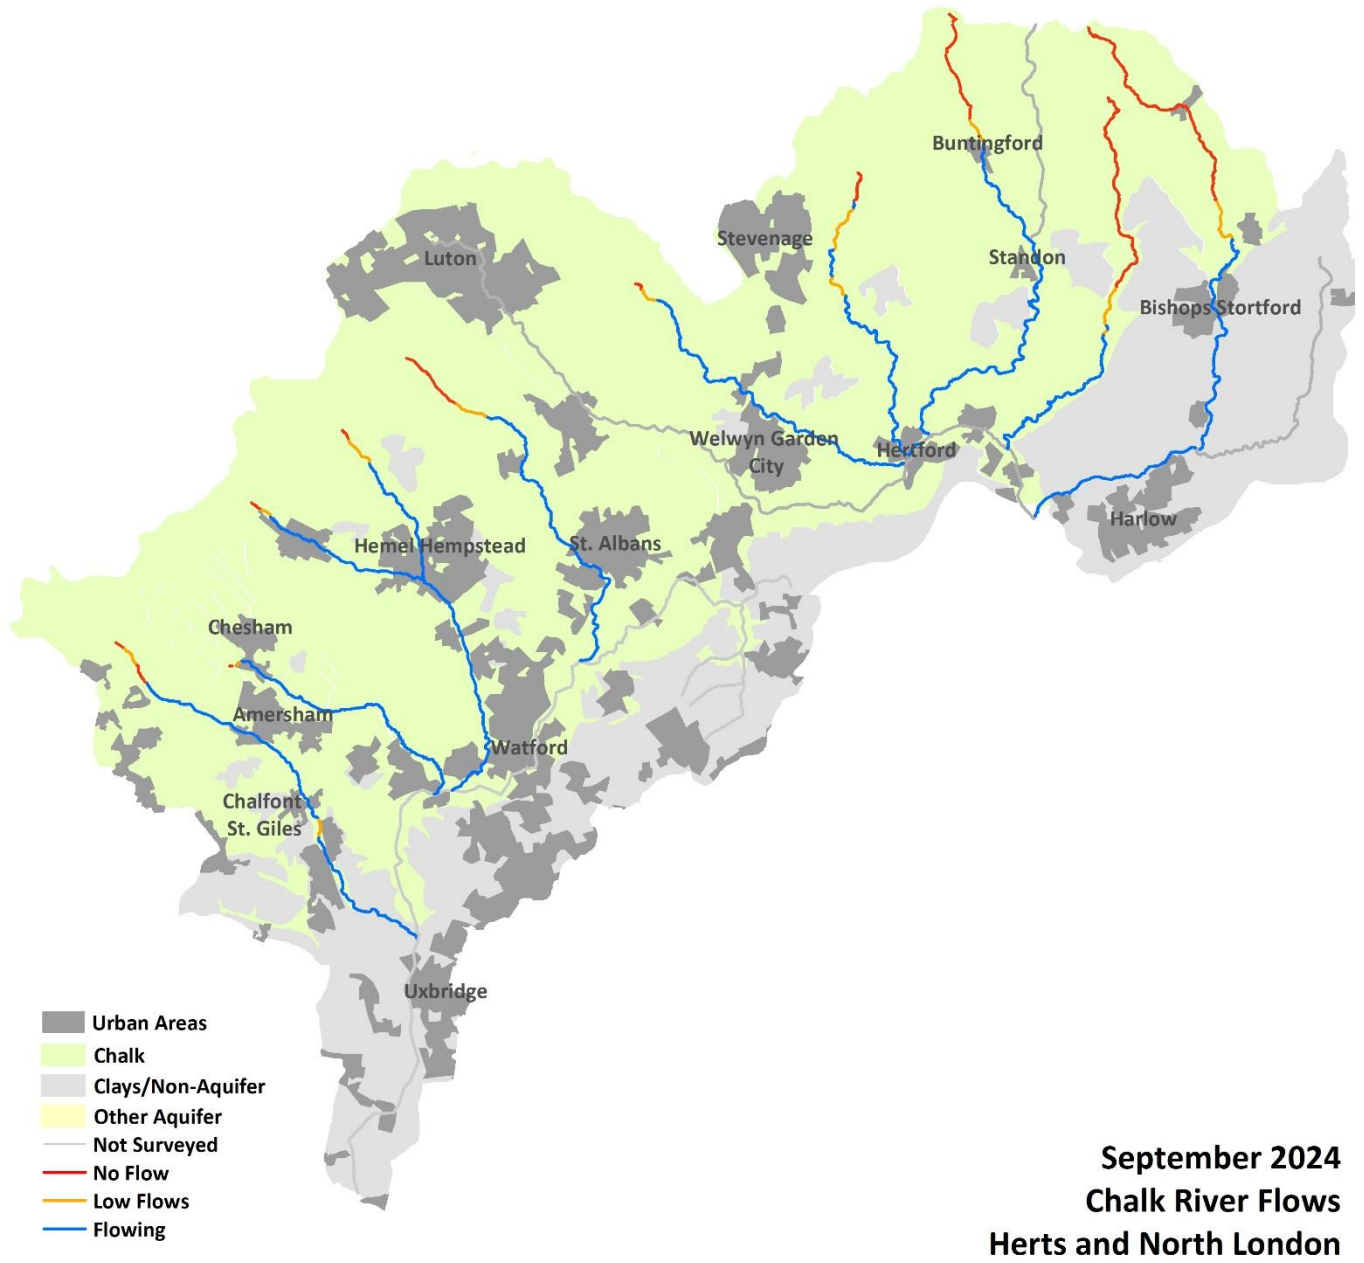 Buntingford
Stevenage
Luton
Standon
Bishops Stortford
Welwyn Garden
City
Hertford
Harlow
Hemel Hempstead
St. Albans
Chesham
Amersham
Watford
Chalfont
St. Giles
Uxbridge
Urban Areas
Chalk
Clays/Non-Aquifer
Other Aquifer
Not Surveyed
No Flow
Low Flows
Flowing
September 2024
Chalk River Flows
Herts and North London